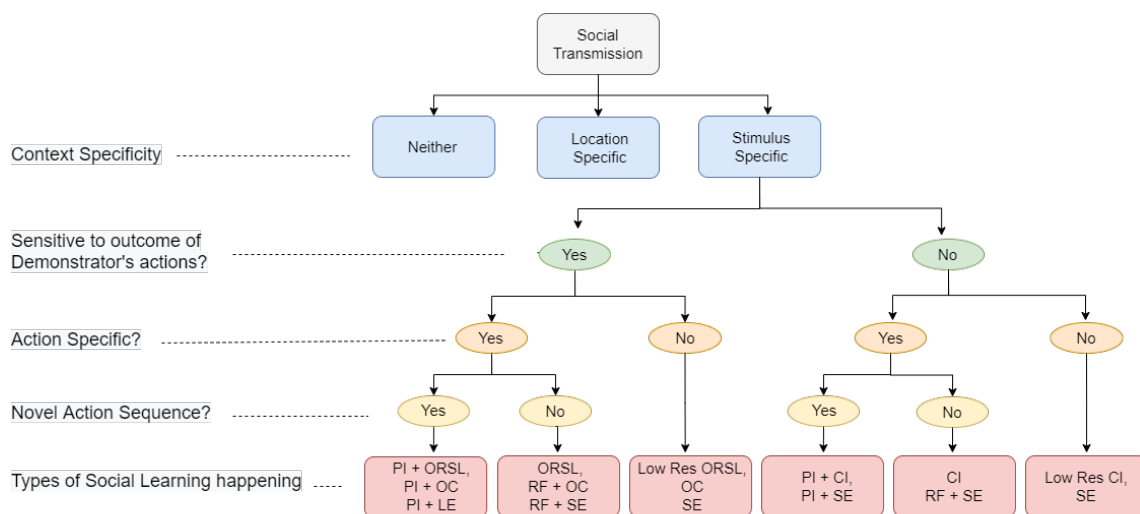 Social
Transmission
Context Specificity
Neither
Location
Specific
Stimulus
Specific
Sensitive to outcome of
Demonstrator's actions?
Yes
No
Action Specific?
Yes
No
Yes
No
Novel Action Sequence?
Yes
No
Yes
No
Types of Social Learning happening
PI + ORSL,
PI + OC
PI + LE
ORSL,
RF + OC
RF + SE
Low Res ORSL,
OC
SE
PI + CI,
PI + SE
CI
RF + SE
Low Res CI,
SE